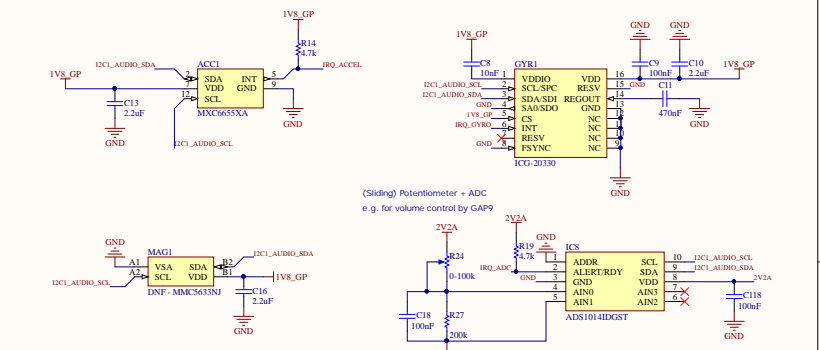 1V8_GP
R14
4.7k
I2C1_AUDIO_SDA
ACC1
IRQ_ACCEL
1V8_GP
2
7
12
SDA
VDD
SCL
INT
GND
5
9
C13
2.2uF
MXC6655XA
GND
GND
I2C1_AUDIO_SCL
1V8_GP
GND
GND
C8
10nF
GYR1
C9
100nF
C10
2.2uF
1V8_GP
1 VDDIO VDD 16
I2C1_AUDIO_SCL 2 SCL/SPC RESV 15 GND
I2C1_AUDIO_SDA 3 SDA/SDI REGOUT 14
GND 4 SA0/SDO GND 13
1V8_GP 5 CS NC 12
IRQ_GYRO 6 INT NC 11
RESV NC 10
GND 8 FSYNC NC 9
C11
470nF
GND
ICG-20330
GND
(Sliding) Potentiometer + ADC
e.g. for volume control by GAP9
GND
MAG1
I2C1_AUDIO_SDA
A1 VSA SDA B2
A2 SCL VDD B1
I2C1_AUDIO_SCL
1V8_GP
DNF - MMC5633NJ
C16
2.2uF
GND
2V2A
2V2A
R24
0-100k
R19
4.7k
GND
IC8
1 ADDR SCL 10 I2C1_AUDIO_SCL
IRQ_ADC 2 ALERT/RDY SDA 9 I2C1_AUDIO_SDA
GND 3 GND VDD 8 2V2A
4 AIN0 AIN3 7
5 AIN1 AIN2 6
ADS1014IDGST
C18
100nF
R27
200k
C118
100nF
GND